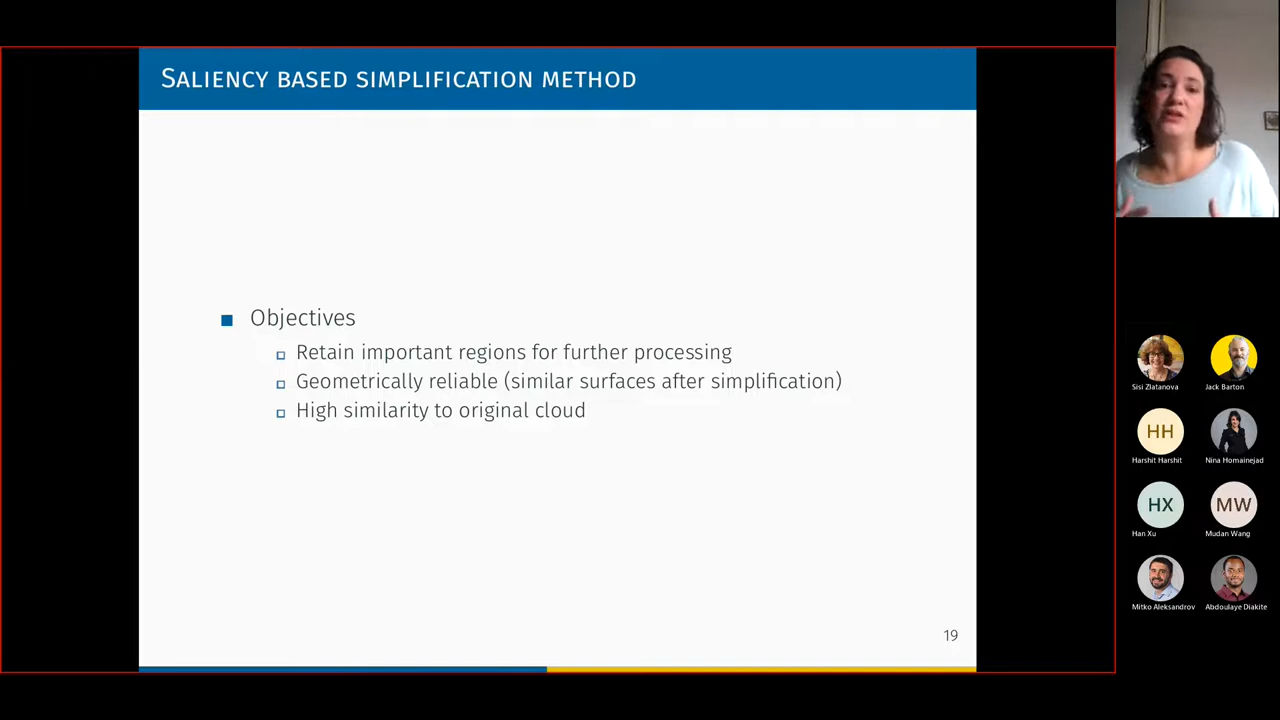 Saliency based simplification method
Objectives
Retain important regions for further processing
Geometrically reliable (similar surfaces after simplification)
High similarity to original cloud
19
Sisi Zlatanova
Jack Barton
HH
Harshit Harshit
Nina Homainejad
HX
Han Xu
MW
Mudan Wang
Mitko Aleksandrov
Abdoulaye Diakite